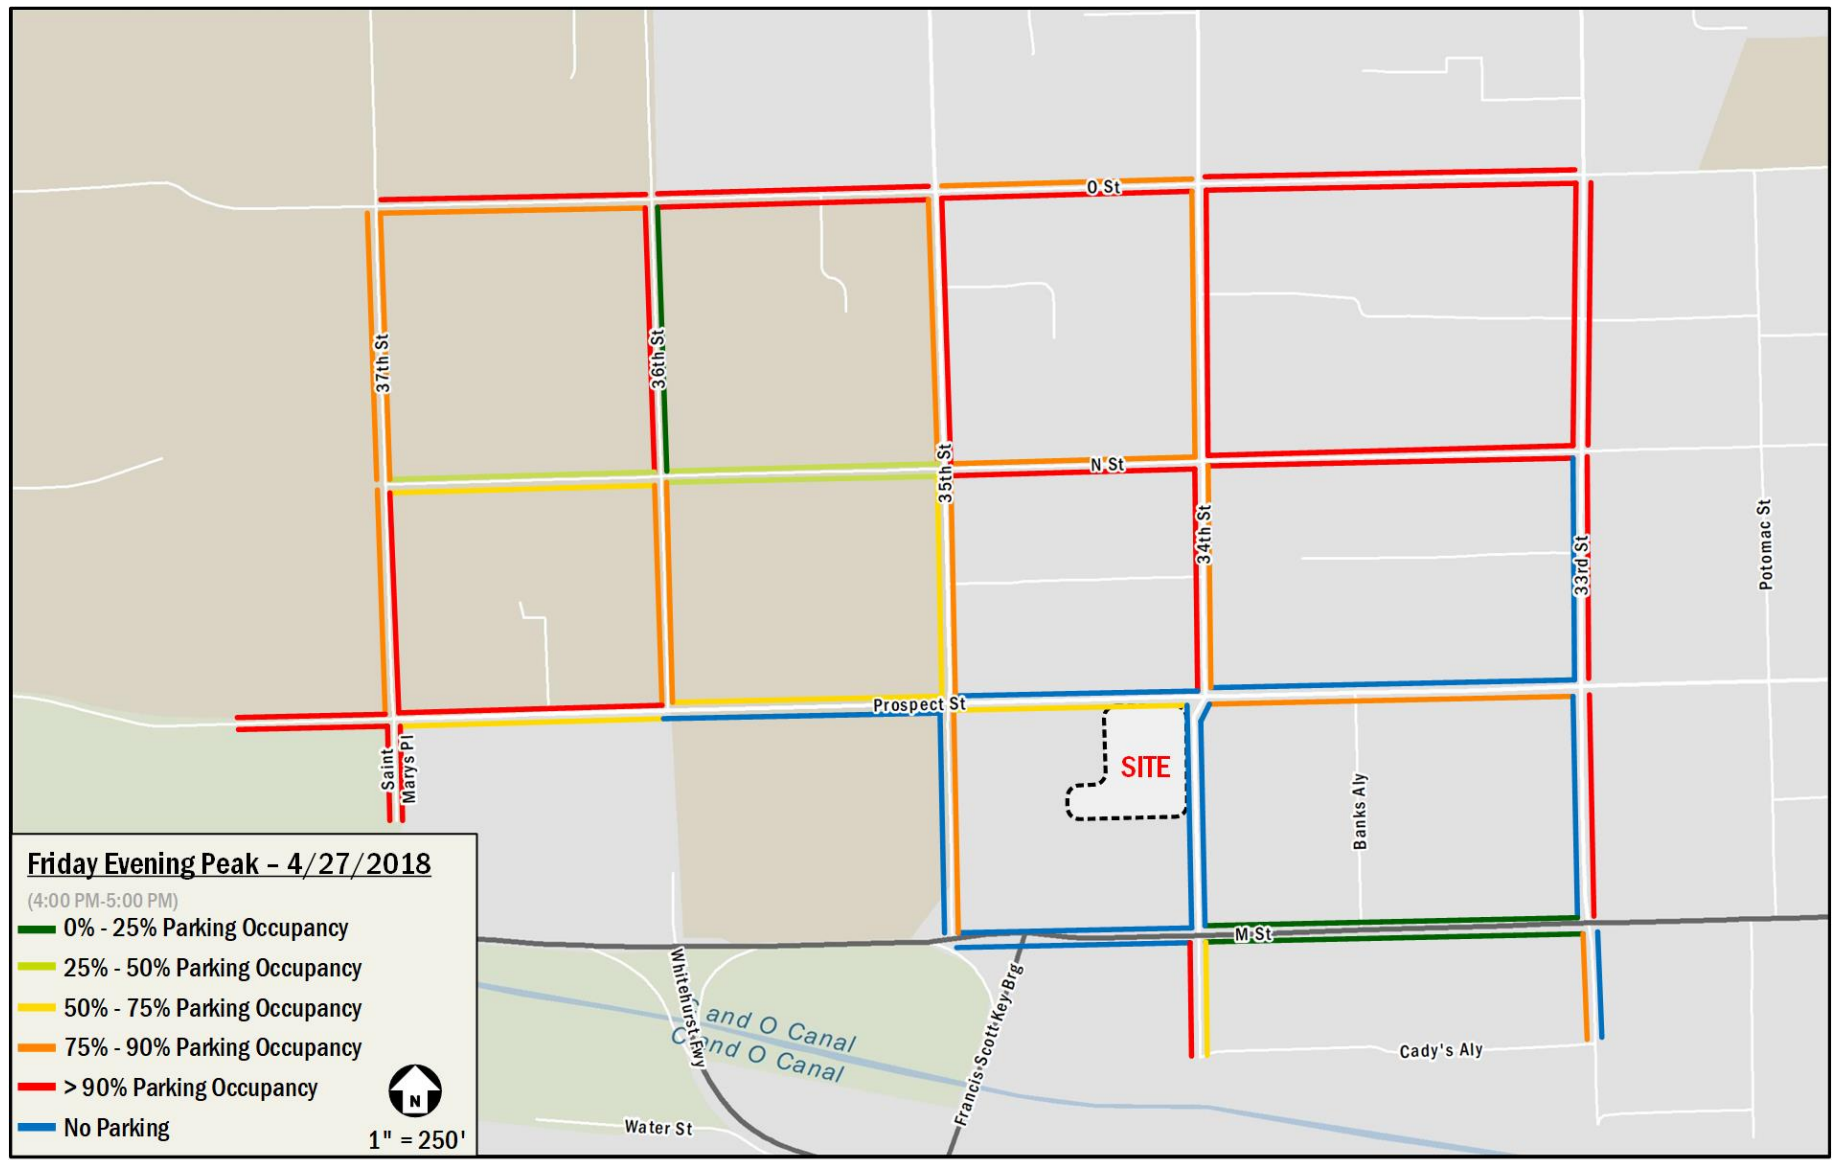 O St
37th St
36th St
35th St
N St
34th St
33rd St
Potomac St
Prospect St
Saint
Marys Pl
SITE
Banks Aly
M St
Whitehurst Fwy
C and O Canal
C and O Canal
Francis Scott Key Brg
Cady's Aly
Water St
Friday Evening Peak – 4/27/2018
(4:00 PM-5:00 PM)
0% - 25% Parking Occupancy
25% - 50% Parking Occupancy
50% - 75% Parking Occupancy
75% - 90% Parking Occupancy
> 90% Parking Occupancy
No Parking
N
1" = 250'